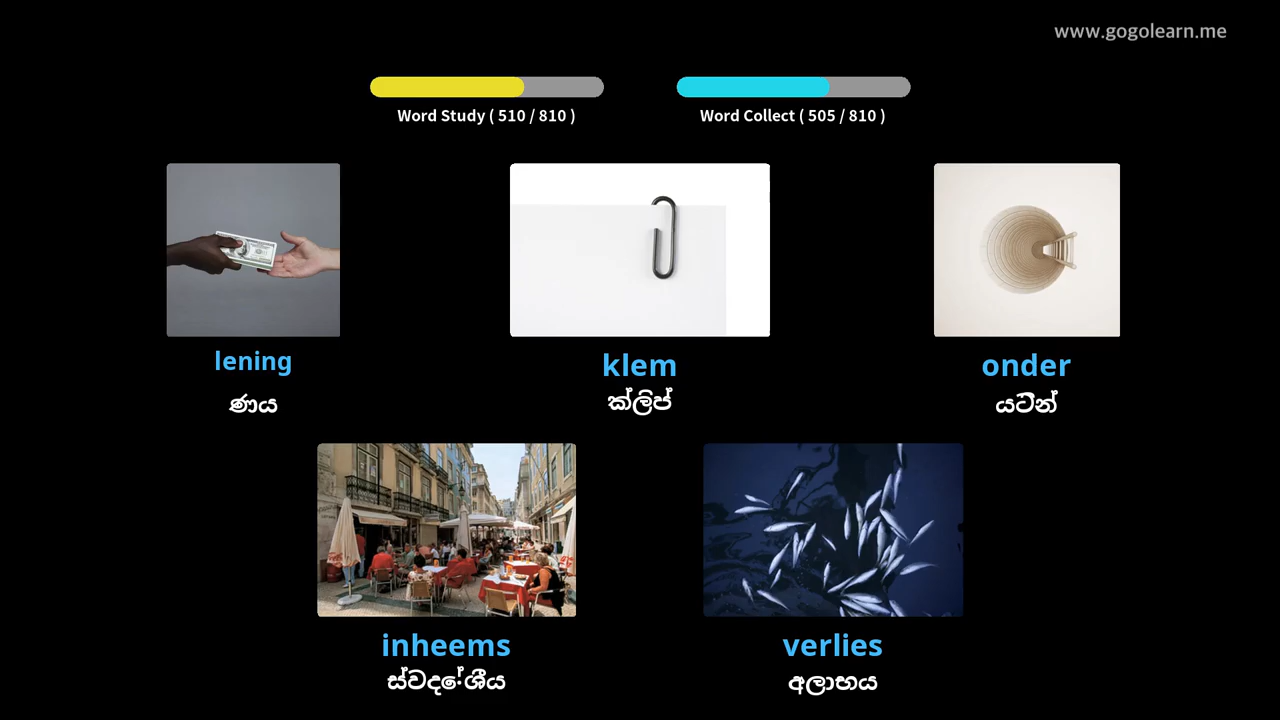 www.gogolearn.me
Word Study ( 510 / 810 )
Word Collect ( 505 / 810 )
lening
klem
onder
ණය
ක්ලිප්
යටින්
inheems
verlies
ස්වදේශීය
අලාභය